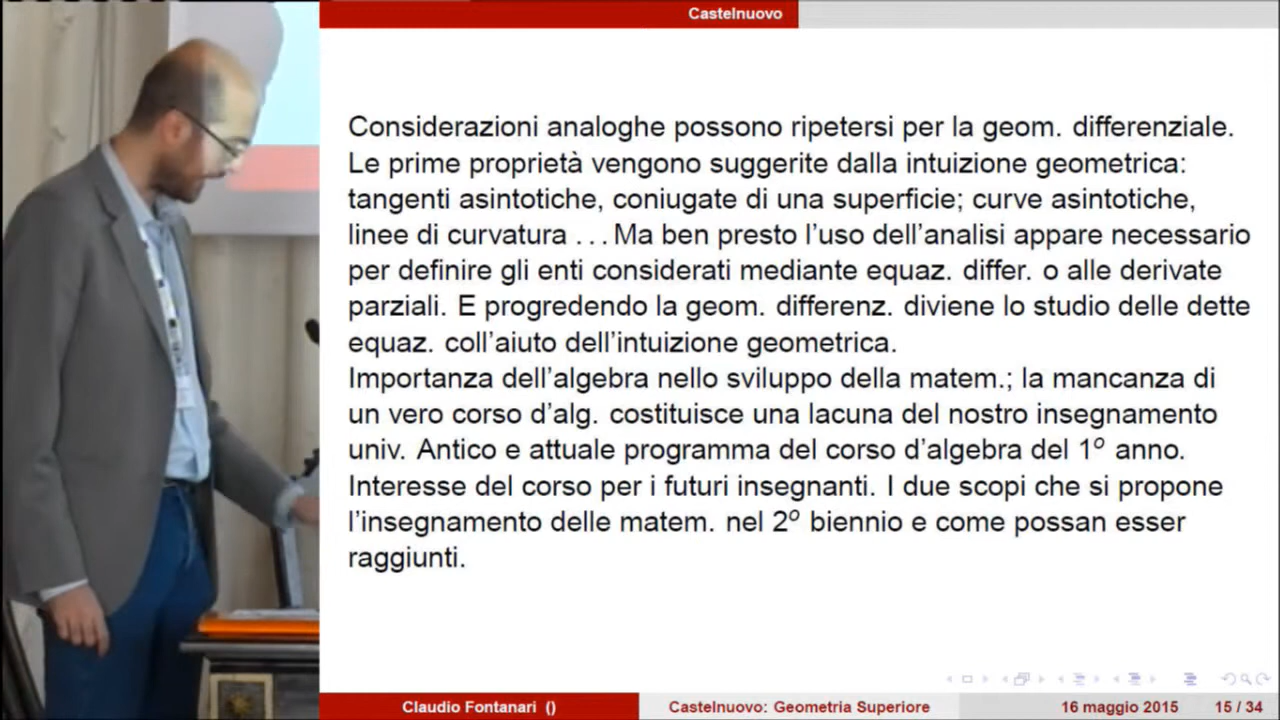 Castelnuovo
Considerazioni analoghe possono ripetersi per la geom. differenziale.
Le prime proprietà vengono suggerite dalla intuizione geometrica:
tangenti asintotiche, coniugate di una superficie; curve asintotiche,
linee di curvatura ... Ma ben presto l'uso dell'analisi appare necessario
per definire gli enti considerati mediante equaz. differ. o alle derivate
parziali. E progredendo la geom. differenz. diviene lo studio delle dette
equaz. coll'aiuto dell'intuizione geometrica.
Importanza dell'algebra nello sviluppo della matem.; la mancanza di
un vero corso d'alg. costituisce una lacuna del nostro insegnamento
univ. Antico e attuale programma del corso d'algebra del 1º anno.
Interesse del corso per i futuri insegnanti. I due scopi che si propone
l'insegnamento delle matem. nel 2º biennio e come possan esser
raggiunti.
Claudio Fontanari () Castelnuovo: Geometria Superiore 16 maggio 2015 15 / 34